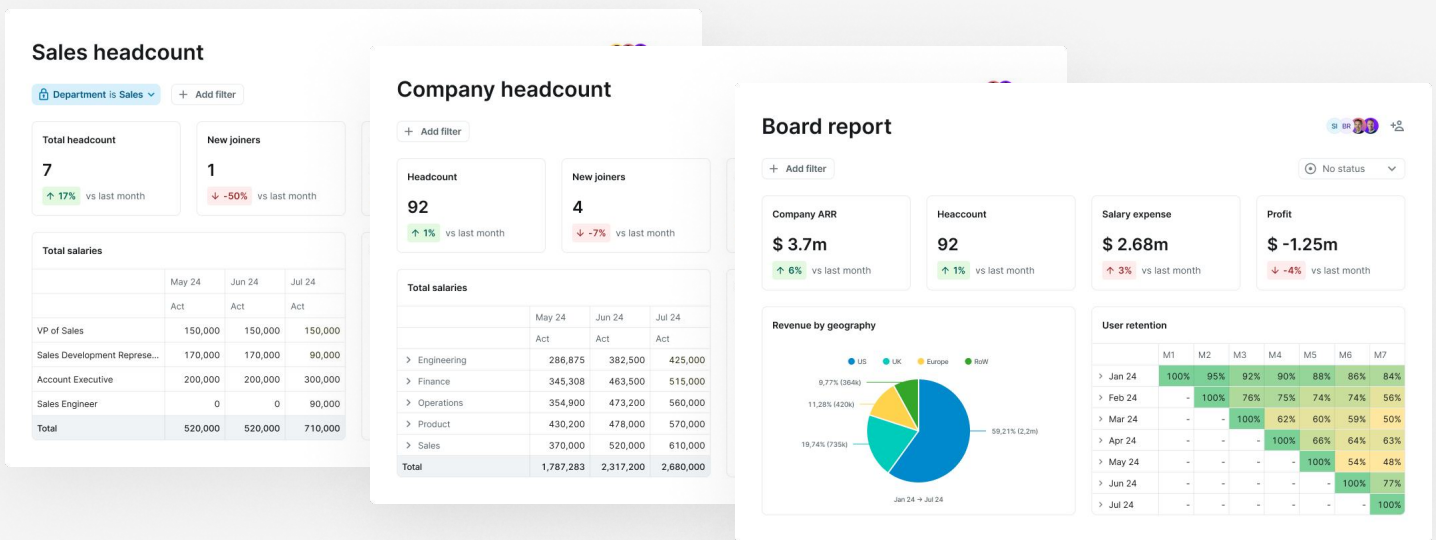 Sales headcount
Department is Sales
Add filter
Total headcount
7
17% vs last month
New joiners
1
-50% vs last month
Total salaries
May 24 Jun 24 Jul 24
Act Act Act
VP of Sales 150,000 150,000 150,000
Sales Development Represe... 170,000 170,000 90,000
Account Executive 200,000 200,000 300,000
Sales Engineer 0 0 90,000
Total 520,000 520,000 710,000
Company headcount
Add filter
Headcount
92
1% vs last month
New joiners
4
-7% vs last month
Total salaries
May 24 Jun 24 Jul 24
Act Act Act
Engineering 286,875 382,500 425,000
Finance 345,308 463,500 515,000
Operations 354,900 473,200 560,000
Product 430,200 478,000 570,000
Sales 370,000 520,000 610,000
Total 1,787,283 2,317,200 2,680,000
Board report
SI BR
Add filter
No status
Company ARR
$ 3.7m
6% vs last month
Heaccount
92
1% vs last month
Salary expense
$ 2.68m
3% vs last month
Profit
$ -1.25m
-4% vs last month
Revenue by geography
US UK Europe RoW
9,77% (364k)
11,28% (420k)
19,74% (735k)
59,21% (2,2m)
Jan 24 → Jul 24
User retention
M1 M2 M3 M4 M5 M6 M7
Jan 24 100% 95% 92% 90% 88% 86% 84%
Feb 24 - 100% 76% 75% 74% 74% 56%
Mar 24 - - 100% 62% 60% 59% 50%
Apr 24 - - - 100% 66% 64% 63%
May 24 - - - - 100% 54% 48%
Jun 24 - - - - - 100% 77%
Jul 24 - - - - - - 100%